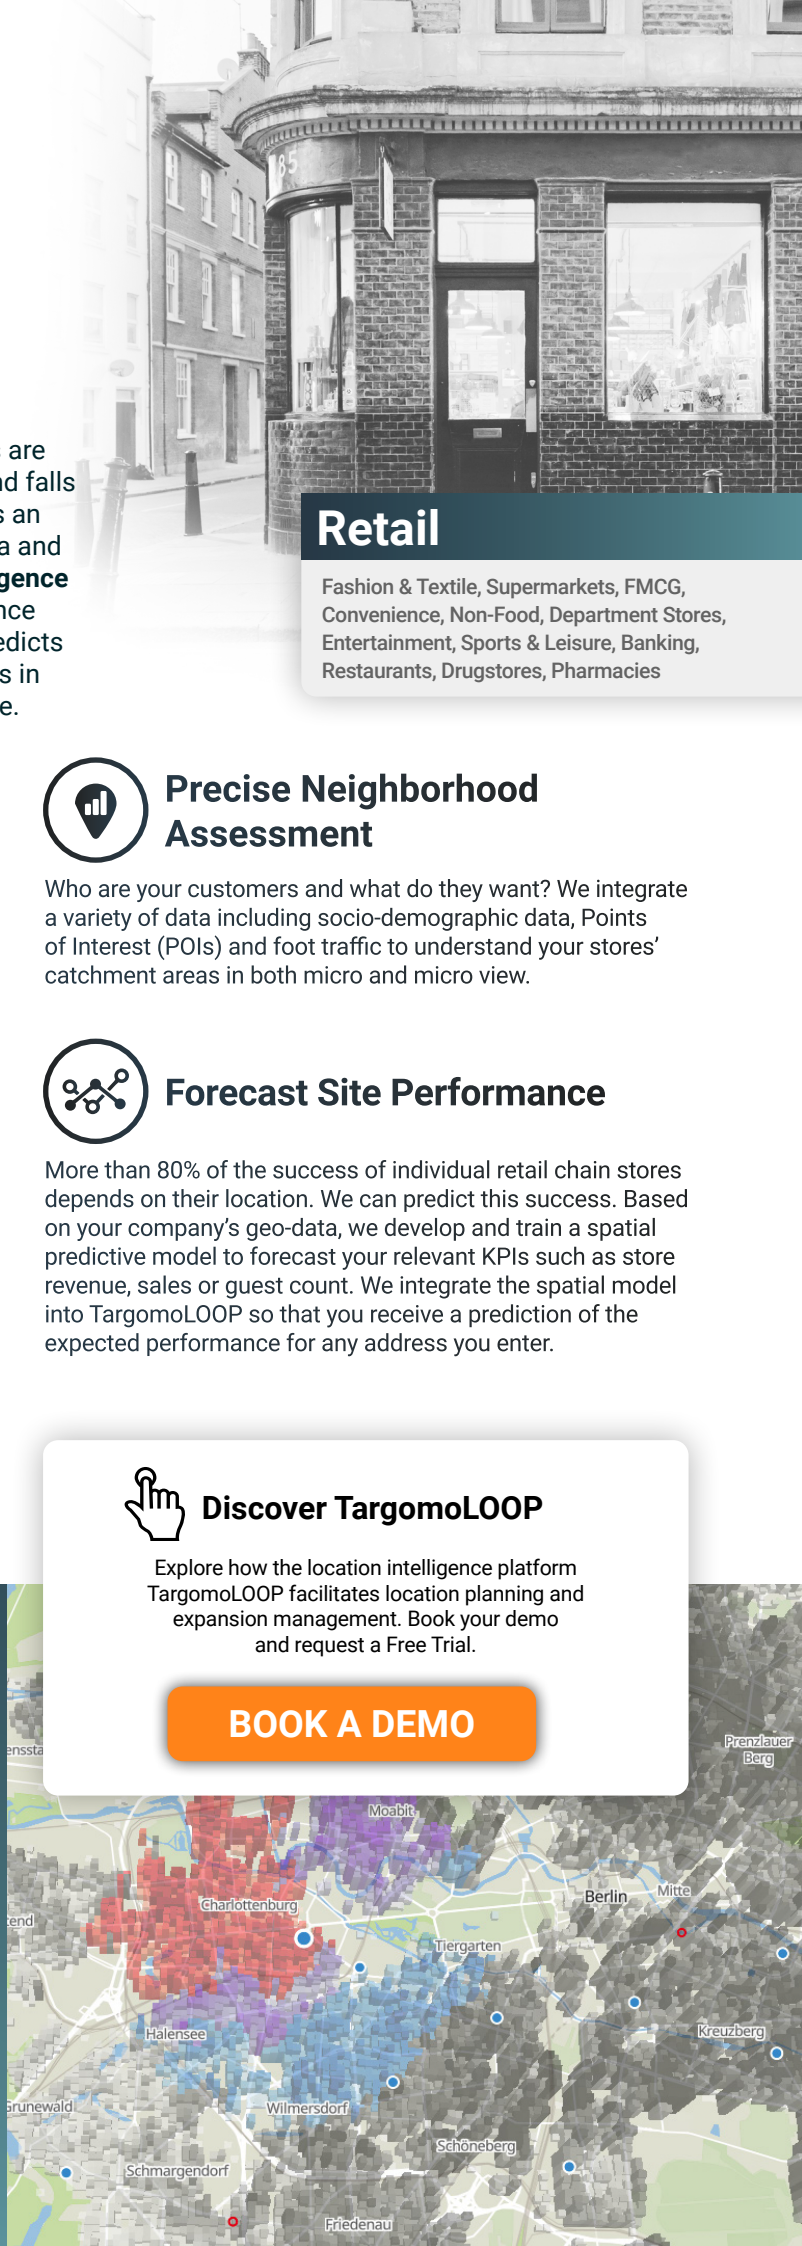 85
are
nd falls
s an
a and
gence
nce
edicts
s in
e.
Retail
Fashion & Textile, Supermarkets, FMCG,
Convenience, Non-Food, Department Stores,
Entertainment, Sports & Leisure, Banking,
Restaurants, Drugstores, Pharmacies
Precise Neighborhood
Assessment
Who are your customers and what do they want? We integrate
a variety of data including socio-demographic data, Points
of Interest (POIs) and foot traffic to understand your stores’
catchment areas in both micro and micro view.
Forecast Site Performance
More than 80% of the success of individual retail chain stores
depends on their location. We can predict this success. Based
on your company’s geo-data, we develop and train a spatial
predictive model to forecast your relevant KPIs such as store
revenue, sales or guest count. We integrate the spatial model
into TargomoLOOP so that you receive a prediction of the
expected performance for any address you enter.
Discover TargomoLOOP
Explore how the location intelligence platform
TargomoLOOP facilitates location planning and
expansion management. Book your demo
and request a Free Trial.
BOOK A DEMO
Prenzlauer
Berg
enssta
Moabit
Charlottenburg
Berlin
Mitte
tend
Tiergarten
Halensee
Kreuzberg
Grunewald
Wilmersdorf
Schöneberg
Schmargendorf
Friedenau